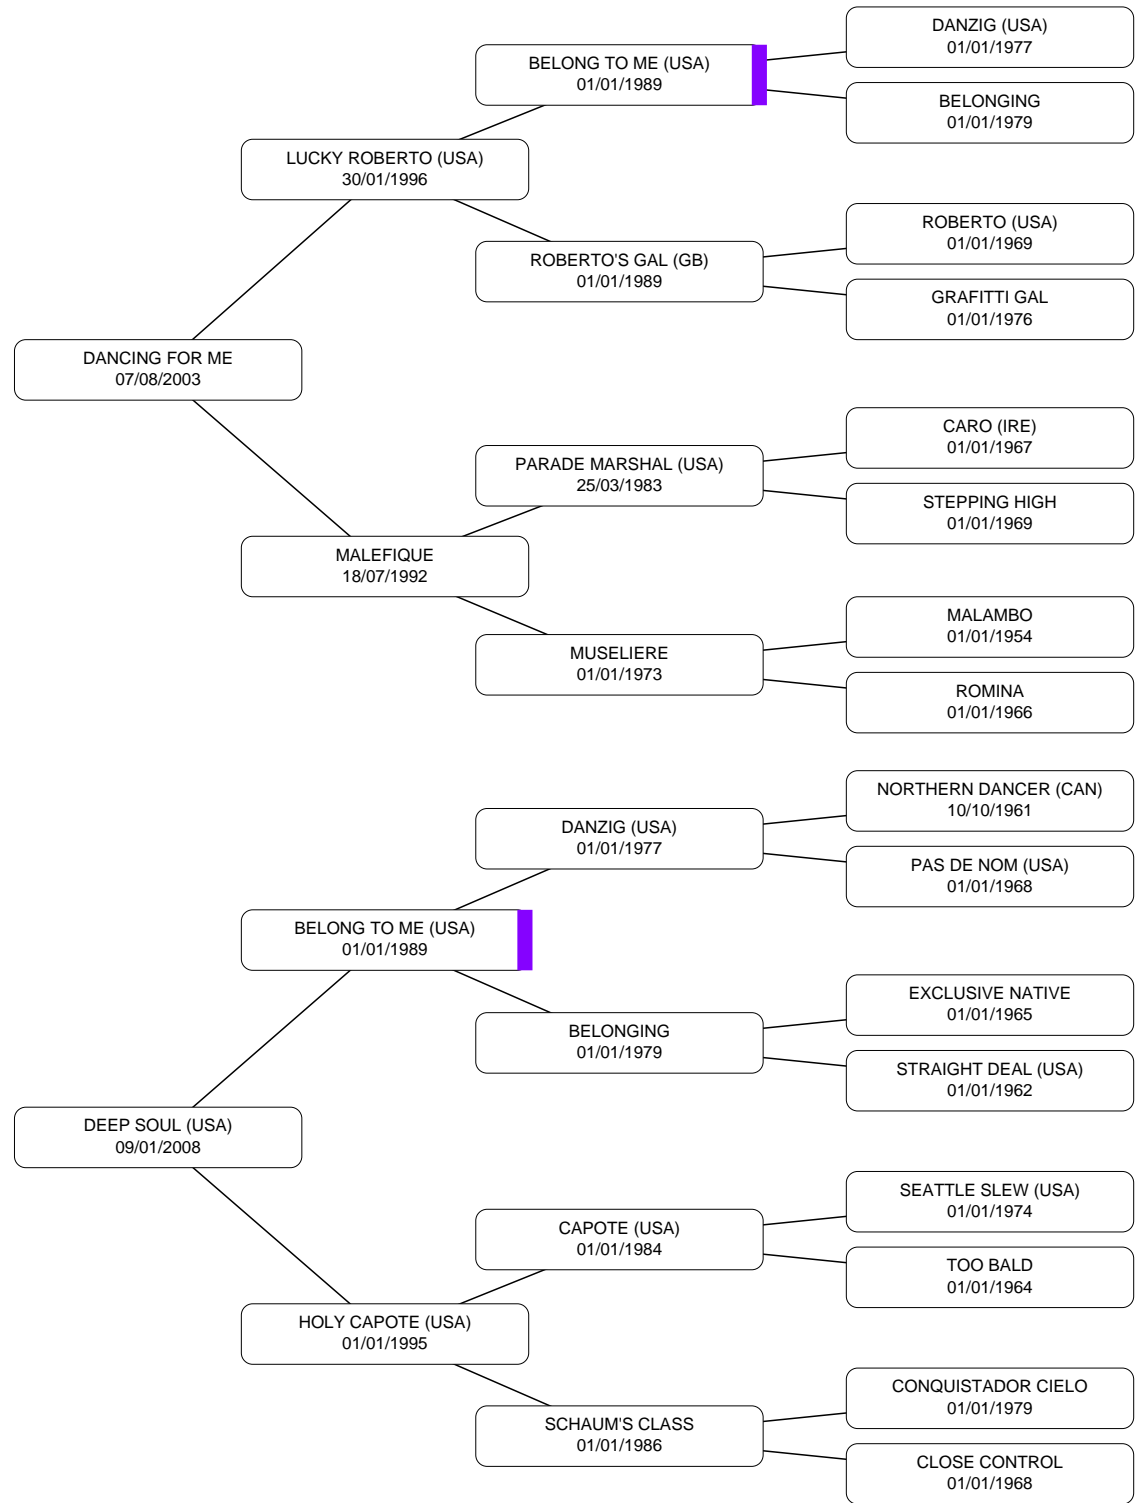 DANZIG (USA)
01/01/1977
BELONG TO ME (USA)
01/01/1989
BELONGING
01/01/1979
LUCKY ROBERTO (USA)
30/01/1996
ROBERTO (USA)
01/01/1969
ROBERTO'S GAL (GB)
01/01/1989
GRAFITTI GAL
01/01/1976
DANCING FOR ME
07/08/2003
CARO (IRE)
01/01/1967
PARADE MARSHAL (USA)
25/03/1983
STEPPING HIGH
01/01/1969
MALEFIQUE
18/07/1992
MALAMBO
01/01/1954
MUSELIERE
01/01/1973
ROMINA
01/01/1966
NORTHERN DANCER (CAN)
10/10/1961
DANZIG (USA)
01/01/1977
PAS DE NOM (USA)
01/01/1968
BELONG TO ME (USA)
01/01/1989
EXCLUSIVE NATIVE
01/01/1965
BELONGING
01/01/1979
STRAIGHT DEAL (USA)
01/01/1962
DEEP SOUL (USA)
09/01/2008
SEATTLE SLEW (USA)
01/01/1974
CAPOTE (USA)
01/01/1984
TOO BALD
01/01/1964
HOLY CAPOTE (USA)
01/01/1995
CONQUISTADOR CIELO
01/01/1979
SCHAUM'S CLASS
01/01/1986
CLOSE CONTROL
01/01/1968